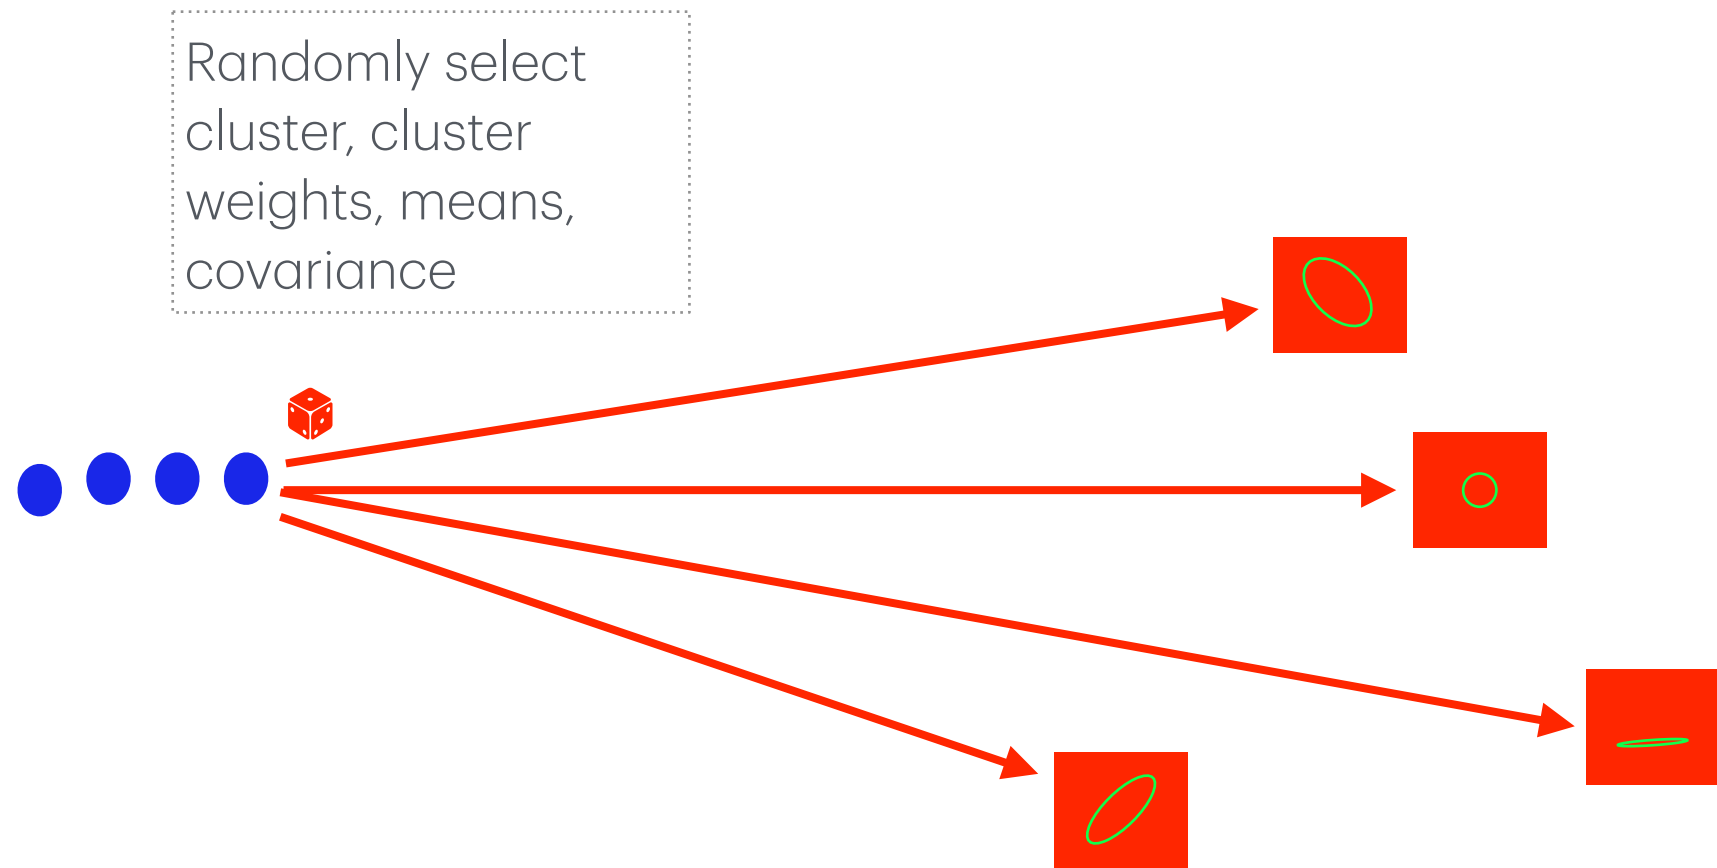 Randomly select
cluster, cluster
weights, means,
covariance